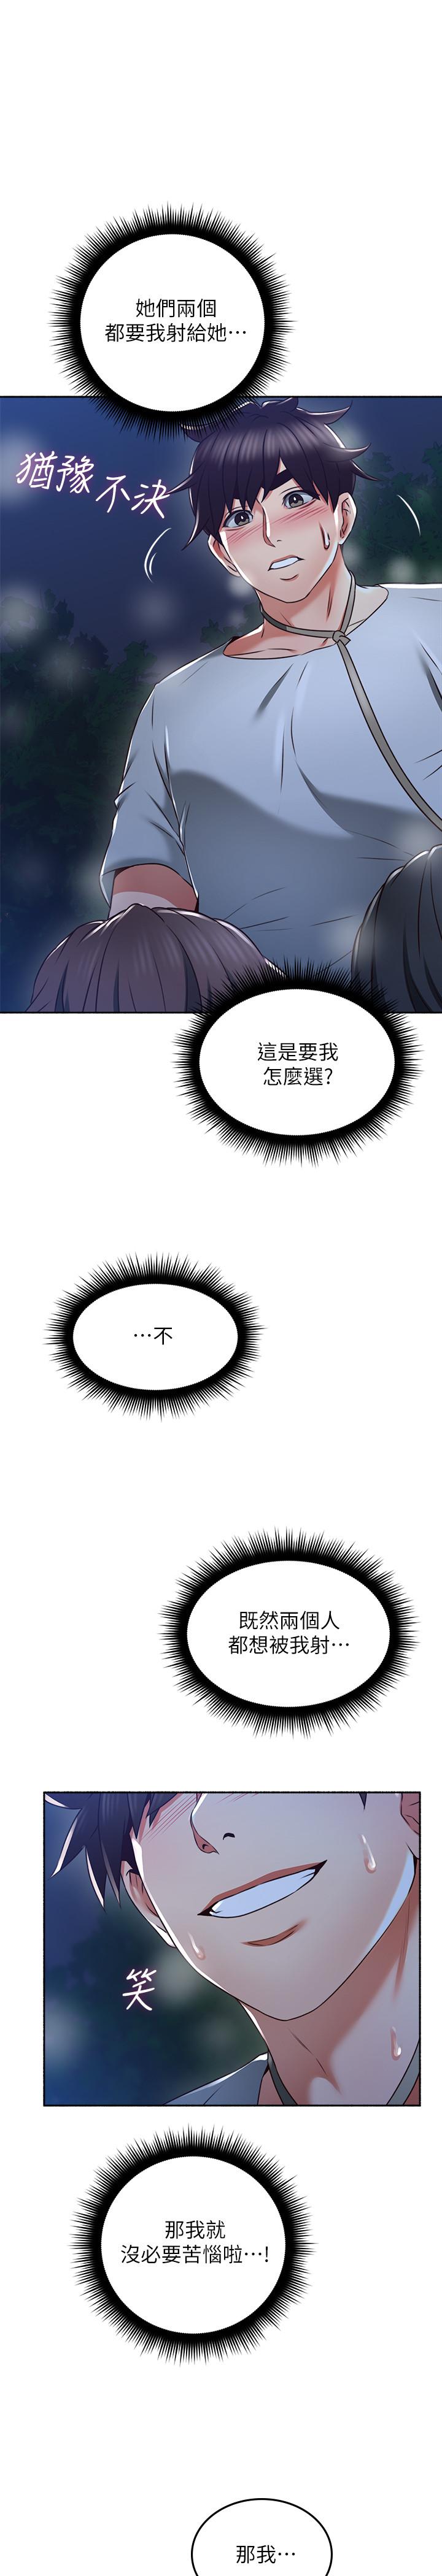 她們兩個
都要我射給她⋯
猶豫不決
這是要我
怎麼選?
⋯不
既然兩個人
都想被我射⋯
笑
那我就
沒必要苦惱啦⋯!
那我⋯